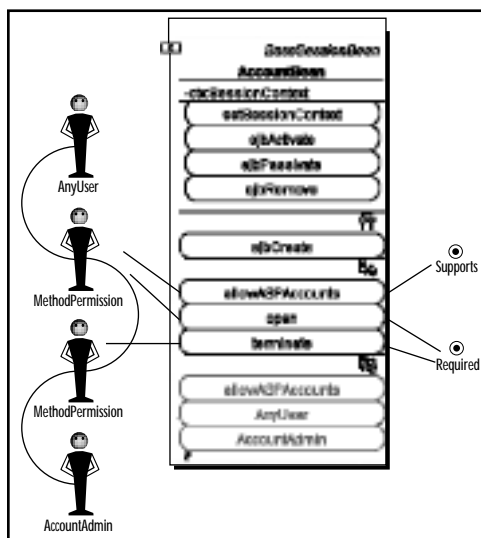 BaseSessionBean
AccountBean
-ctx:SessionContext
setSessionContext
ejbActivate
ejbPassivate
ejbRemove
AnyUser
ejbCreate
Supports
MethodPermission
allowASPAccounts
open
terminate
Required
MethodPermission
allowASPAccounts
AnyUser
AccountAdmin
AccountAdmin